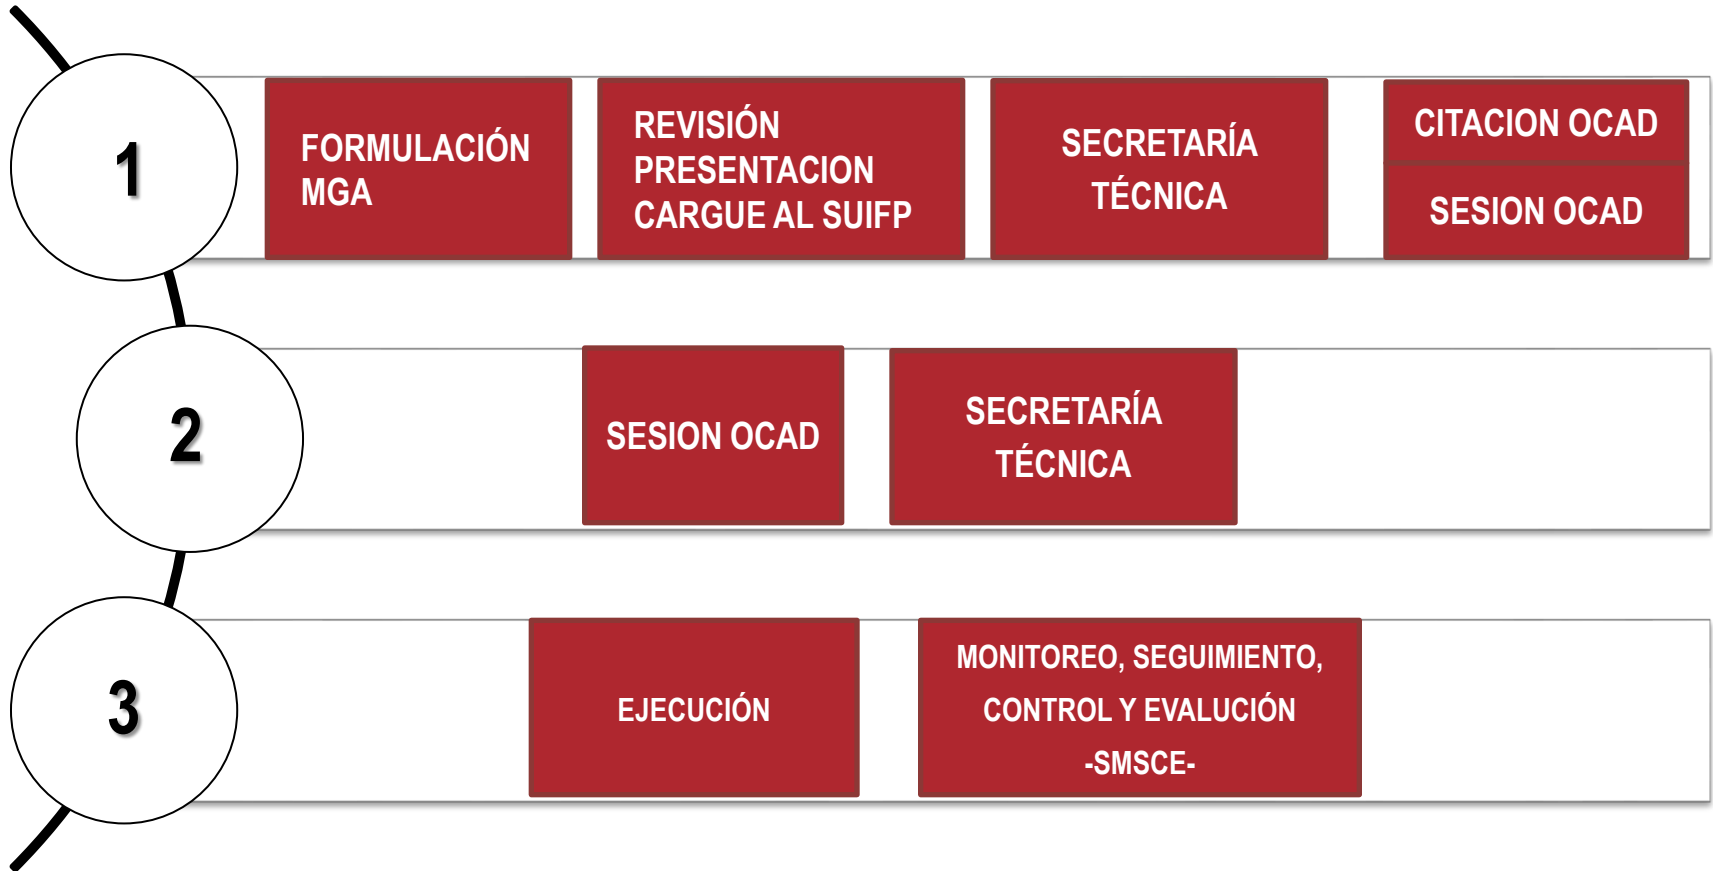 1
FORMULACIÓN
MGA
REVISIÓN
PRESENTACION
CARGUE AL SUIFP
SECRETARÍA
TÉCNICA
CITACION OCAD
SESION OCAD
2
SESION OCAD
SECRETARÍA
TÉCNICA
3
EJECUCIÓN
MONITOREO, SEGUIMIENTO,
CONTROL Y EVALUCIÓN
-SMSCE-